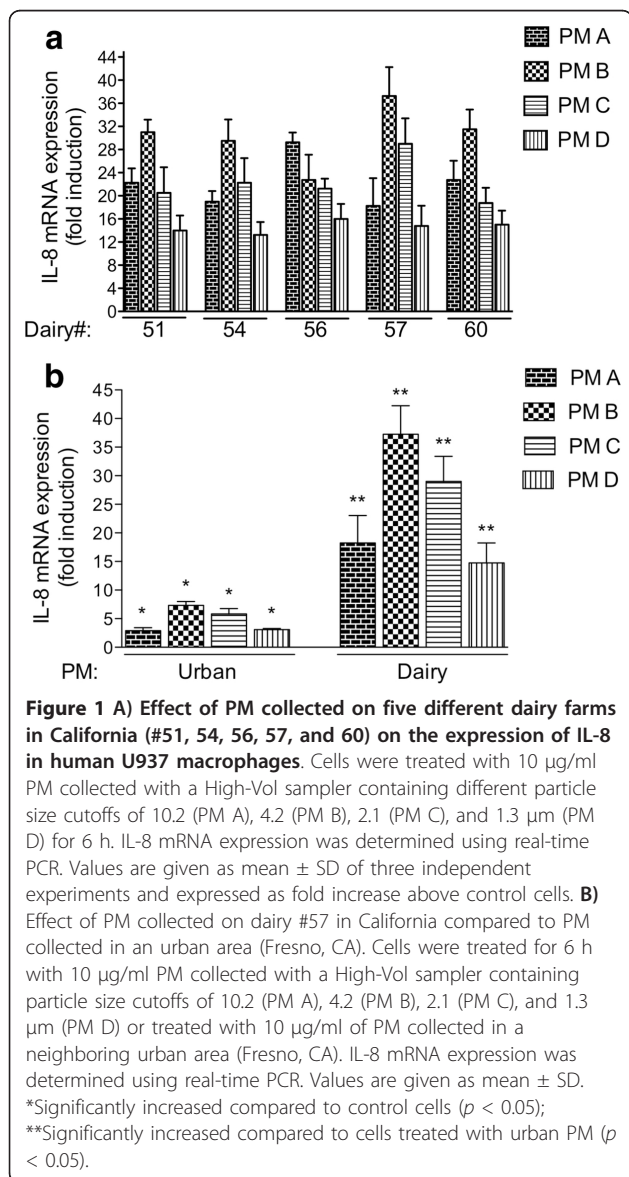 a
44
40
36
32
28
24
20
16
12
8
4
0
IL-8 mRNA expression
(fold induction)
PM A
PM B
PM C
PM D
Dairy#: 51 54 56 57 60
b
45
40
35
30
25
20
15
10
5
0
IL-8 mRNA expression
(fold induction)
* * * *
** ** ** **
PM A
PM B
PM C
PM D
PM: Urban Dairy
Figure 1 A) Effect of PM collected on five different dairy farms
in California (#51, 54, 56, 57, and 60) on the expression of IL-8
in human U937 macrophages. Cells were treated with 10 μg/ml
PM collected with a High-Vol sampler containing different particle
size cutoffs of 10.2 (PM A), 4.2 (PM B), 2.1 (PM C), and 1.3 μm (PM
D) for 6 h. IL-8 mRNA expression was determined using real-time
PCR. Values are given as mean ± SD of three independent
experiments and expressed as fold increase above control cells. B)
Effect of PM collected on dairy #57 in California compared to PM
collected in an urban area (Fresno, CA). Cells were treated for 6 h
with 10 μg/ml PM collected with a High-Vol sampler containing
particle size cutoffs of 10.2 (PM A), 4.2 (PM B), 2.1 (PM C), and 1.3
μm (PM D) or treated with 10 μg/ml of PM collected in a
neighboring urban area (Fresno, CA). IL-8 mRNA expression was
determined using real-time PCR. Values are given as mean ± SD.
*Significantly increased compared to control cells (p < 0.05);
**Significantly increased compared to cells treated with urban PM (p
< 0.05).